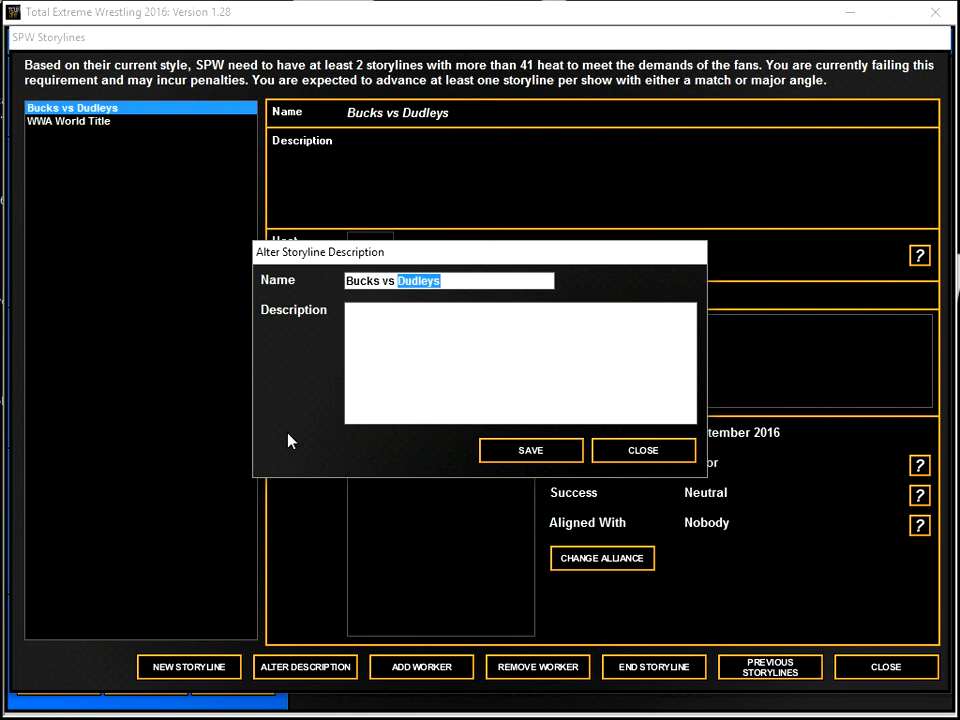 Total Extreme Wrestling 2016: Version 1.28
SPW Storylines
Based on their current style, SPW need to have at least 2 storylines with more than 41 heat to meet the demands of the fans. You are currently failing this
requirement and may incur penalties. You are expected to advance at least one storyline per show with either a match or major angle.
Bucks vs Dudleys
WWA World Title
Name Bucks vs Dudleys
Description
?
Alter Storyline Description
Name Bucks vs Dudleys
Description
SAVE CLOSE
tember 2016
or ?
Success Neutral ?
Aligned With Nobody ?
CHANGE ALLIANCE
NEW STORYLINE ALTER DESCRIPTION ADD WORKER REMOVE WORKER END STORYLINE PREVIOUS STORYLINES CLOSE